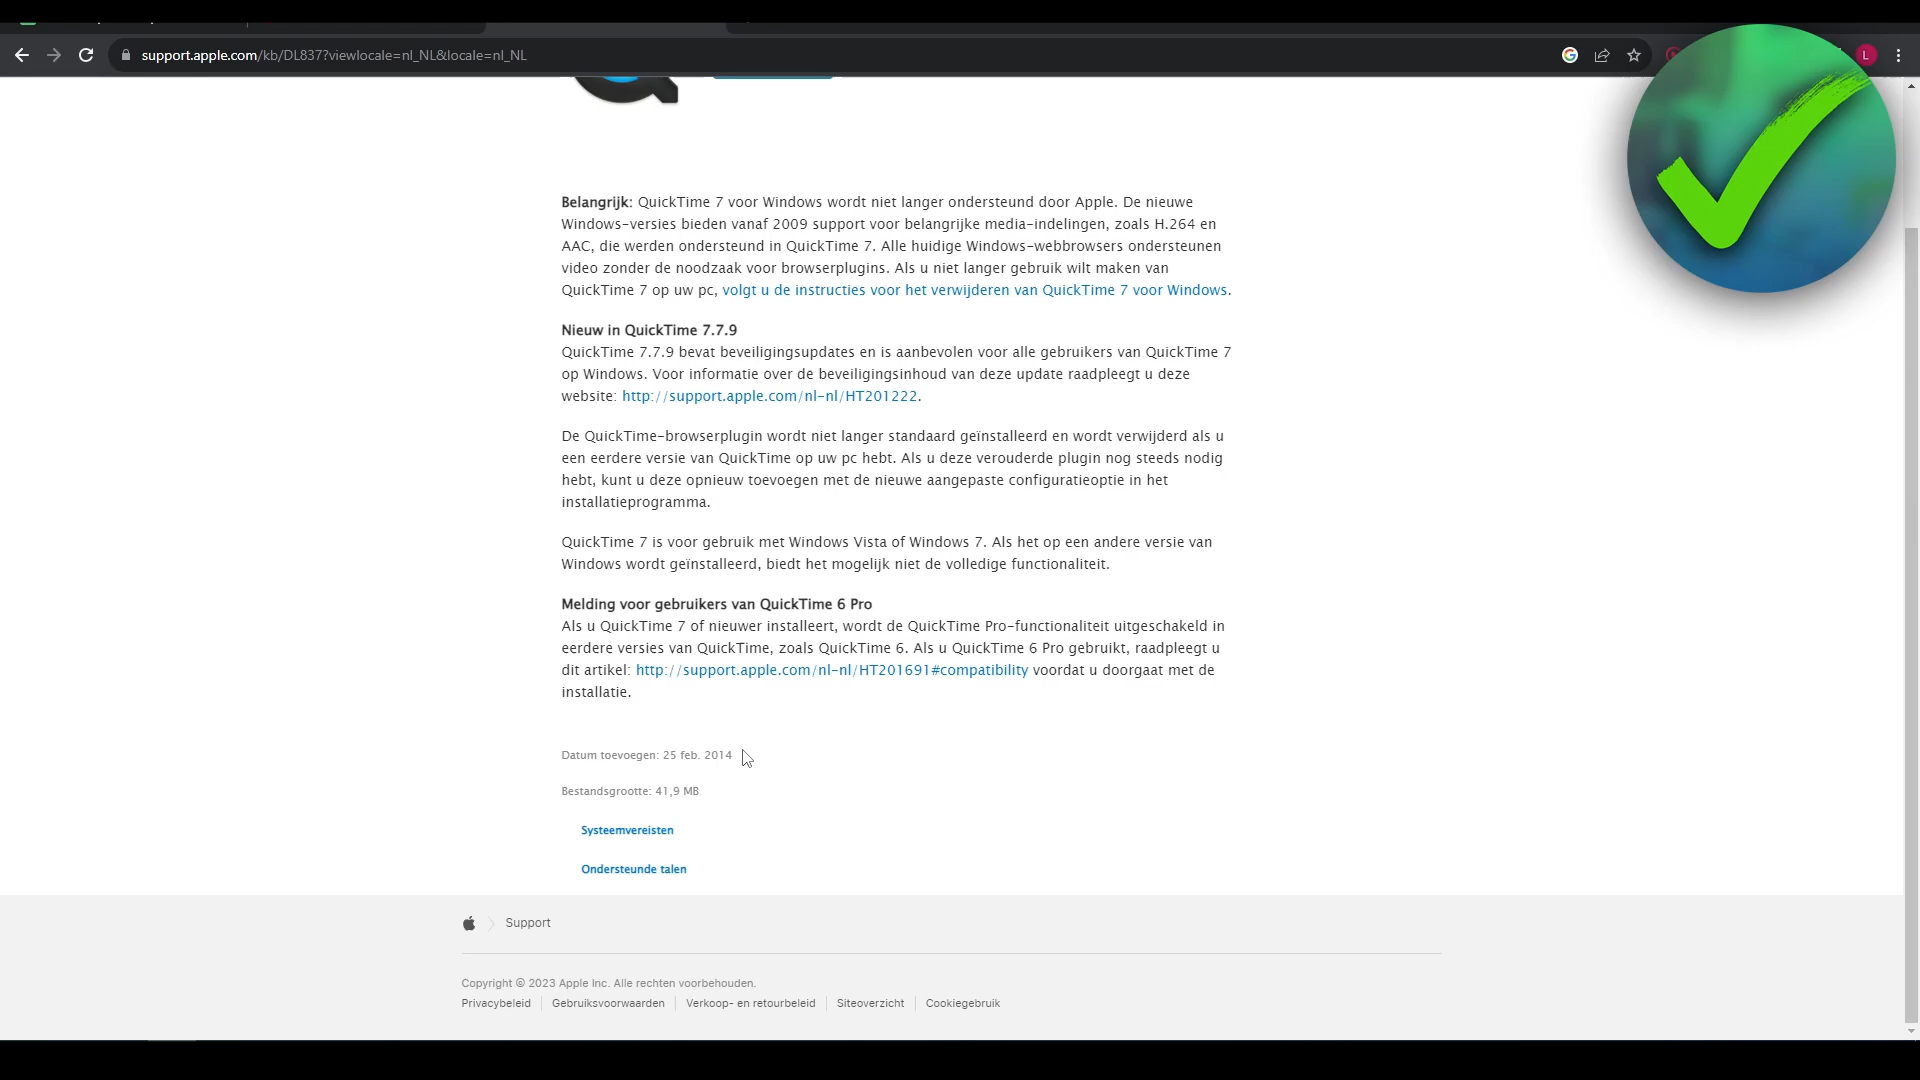 support.apple.com/kb/DL837?viewlocale=nl_NL&locale=nl_NL
L
Belangrijk: QuickTime 7 voor Windows wordt niet langer ondersteund door Apple. De nieuwe
Windows-versies bieden vanaf 2009 support voor belangrijke media-indelingen, zoals H.264 en
AAC, die werden ondersteund in QuickTime 7. Alle huidige Windows-webbrowsers ondersteunen
video zonder de noodzaak voor browserplugins. Als u niet langer gebruik wilt maken van
QuickTime 7 op uw pc, volgt u de instructies voor het verwijderen van QuickTime 7 voor Windows.
Nieuw in QuickTime 7.7.9
QuickTime 7.7.9 bevat beveiligingsupdates en is aanbevolen voor alle gebruikers van QuickTime 7
op Windows. Voor informatie over de beveiligingsinhoud van deze update raadpleegt u deze
website: http://support.apple.com/nl-nl/HT201222.
De QuickTime-browserplugin wordt niet langer standaard geïnstalleerd en wordt verwijderd als u
een eerdere versie van QuickTime op uw pc hebt. Als u deze verouderde plugin nog steeds nodig
hebt, kunt u deze opnieuw toevoegen met de nieuwe aangepaste configuratieoptie in het
installatieprogramma.
QuickTime 7 is voor gebruik met Windows Vista of Windows 7. Als het op een andere versie van
Windows wordt geïnstalleerd, biedt het mogelijk niet de volledige functionaliteit.
Melding voor gebruikers van QuickTime 6 Pro
Als u QuickTime 7 of nieuwer installeert, wordt de QuickTime Pro-functionaliteit uitgeschakeld in
eerdere versies van QuickTime, zoals QuickTime 6. Als u QuickTime 6 Pro gebruikt, raadpleegt u
dit artikel: http://support.apple.com/nl-nl/HT201691#compatibility voordat u doorgaat met de
installatie.
Datum toevoegen: 25 feb. 2014
Bestandsgrootte: 41,9 MB
Systeemvereisten
Ondersteunde talen
Support
Copyright © 2023 Apple Inc. Alle rechten voorbehouden.
Privacybeleid Gebruiksvoorwaarden Verkoop- en retourbeleid Siteoverzicht Cookiegebruik